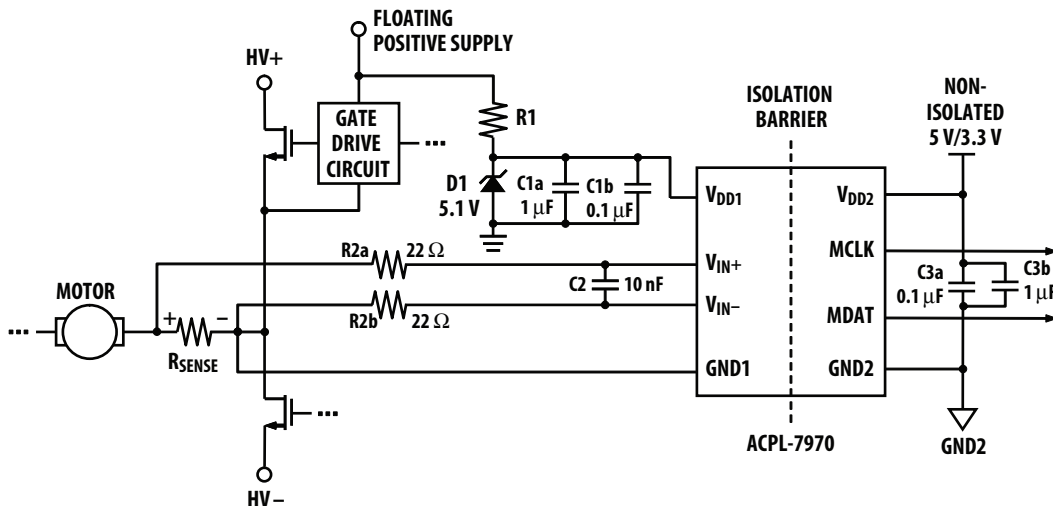 FLOATING
POSITIVE SUPPLY
HV+
GATE
DRIVE
CIRCUIT
R1
D1
5.1 V
C1a
1 μF
C1b
0.1 μF
ISOLATION
BARRIER
NON-
ISOLATED
5 V/3.3 V
VDD1
VDD2
R2a
22 Ω
VIN+
MCLK
C2
10 nF
C3a
0.1 μF
C3b
1 μF
MOTOR
+
–
RSENSE
R2b
22 Ω
VIN–
MDAT
GND1
GND2
ACPL-7970
GND2
HV –